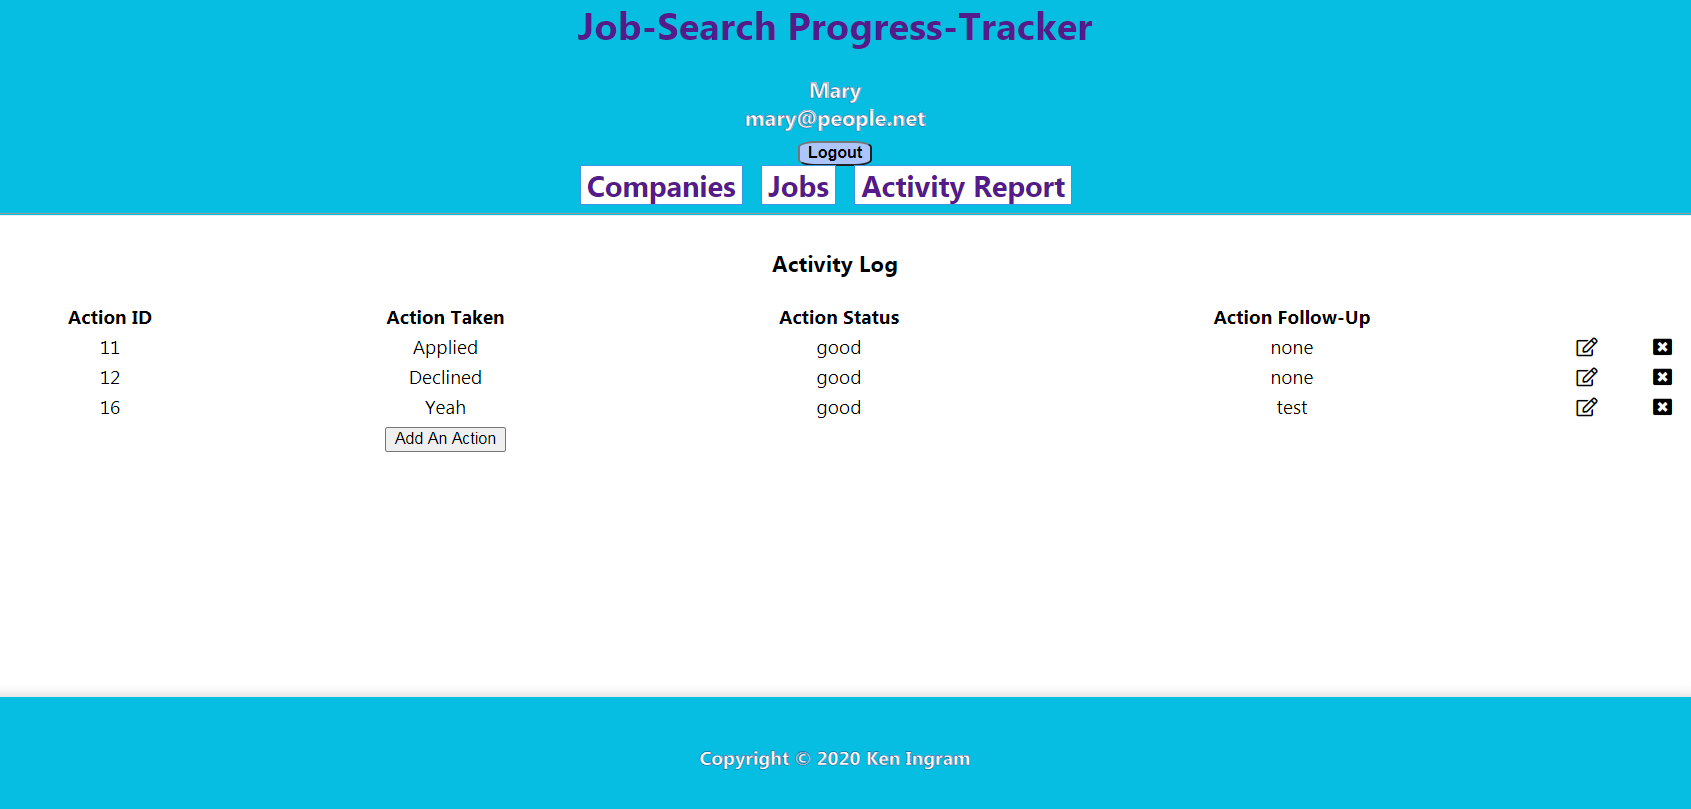 Job-Search Progress-Tracker
Mary
mary@people.net
Logout
Companies Jobs Activity Report
Activity Log
Action ID Action Taken Action Status Action Follow-Up
11 Applied good none
12 Declined good none
16 Yeah good test
Add An Action
Copyright © 2020 Ken Ingram